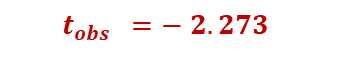 t_obs = − 2.273